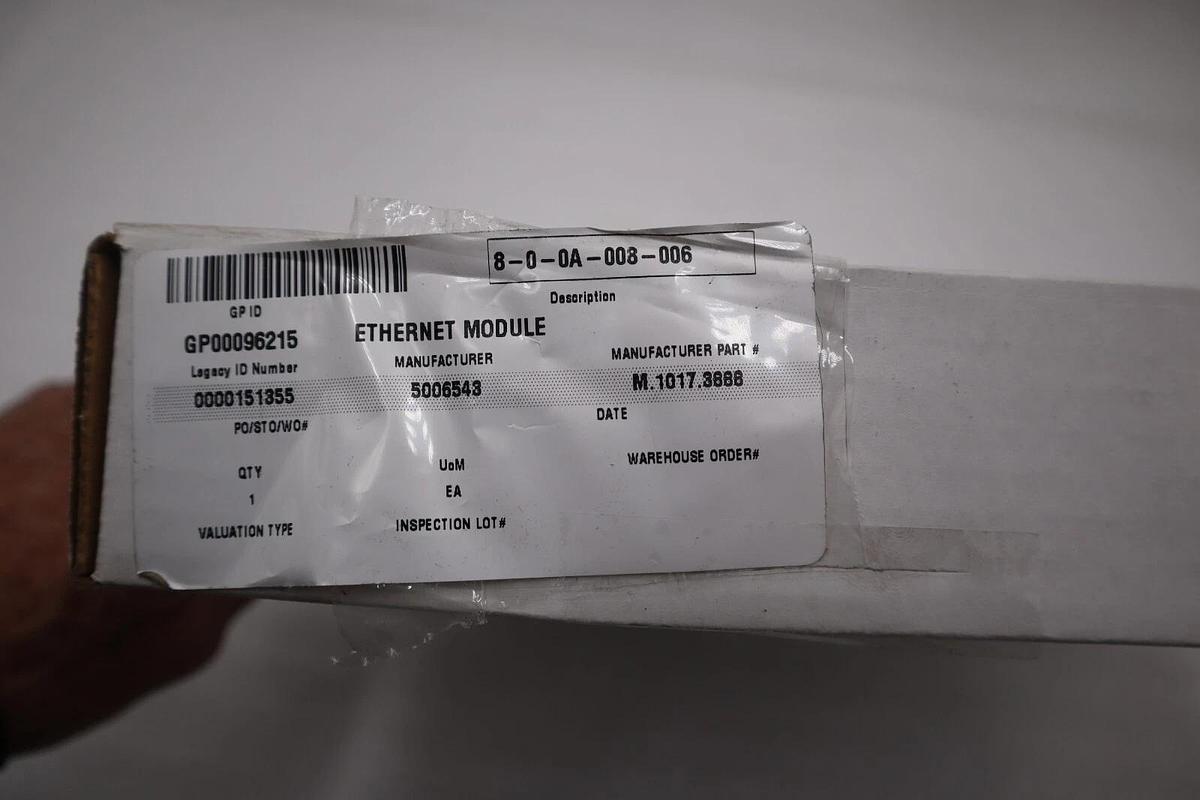 8-0-0A-008-006
Description
GP ID
ETHERNET MODULE
GP00096215
MANUFACTURER
MANUFACTURER PART #
Legacy ID Number
5006543
M.1017.3888
0000151355
DATE
PO/STO/WO#
UoM
WAREHOUSE ORDER#
QTY
EA
1
INSPECTION LOT#
VALUATION TYPE